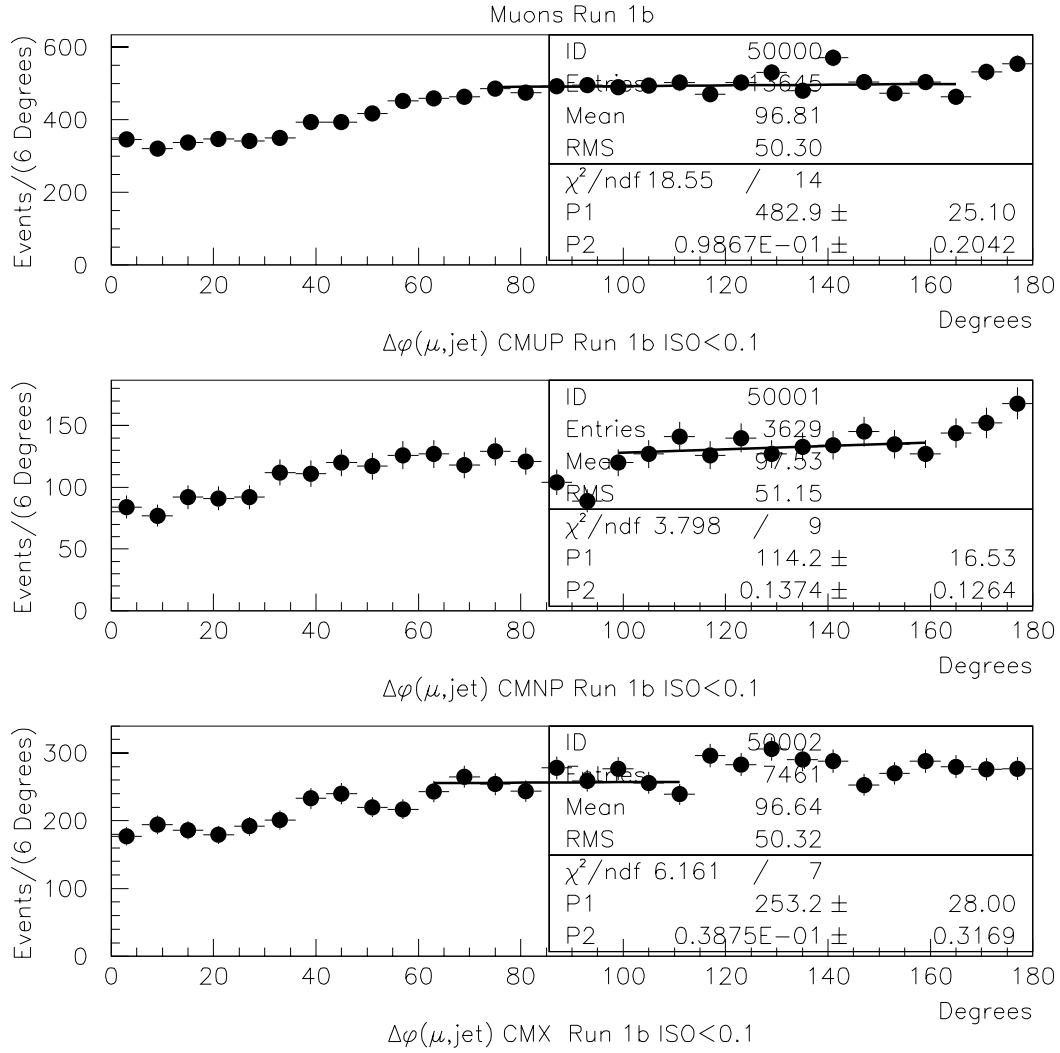 Muons Run 1b
Events/(6 Degrees)
600
400
200
0
ID 50000
Entries 13645
Mean 96.81
RMS 50.30
χ²/ndf 18.55 / 14
P1 482.9 ± 25.10
P2 0.9867E-01 ± 0.2042
0 20 40 60 80 100 120 140 160 180
Degrees
Δφ(μ,jet) CMUP Run 1b ISO<0.1
Events/(6 Degrees)
150
100
50
0
ID 50001
Entries 3629
Mean 97.53
RMS 51.15
χ²/ndf 3.798 / 9
P1 114.2 ± 16.53
P2 0.1374 ± 0.1264
0 20 40 60 80 100 120 140 160 180
Degrees
Δφ(μ,jet) CMNP Run 1b ISO<0.1
Events/(6 Degrees)
300
200
100
0
ID 50002
Entries 7461
Mean 96.64
RMS 50.32
χ²/ndf 6.161 / 7
P1 253.2 ± 28.00
P2 0.3875E-01 ± 0.3169
0 20 40 60 80 100 120 140 160 180
Degrees
Δφ(μ,jet) CMX Run 1b ISO<0.1